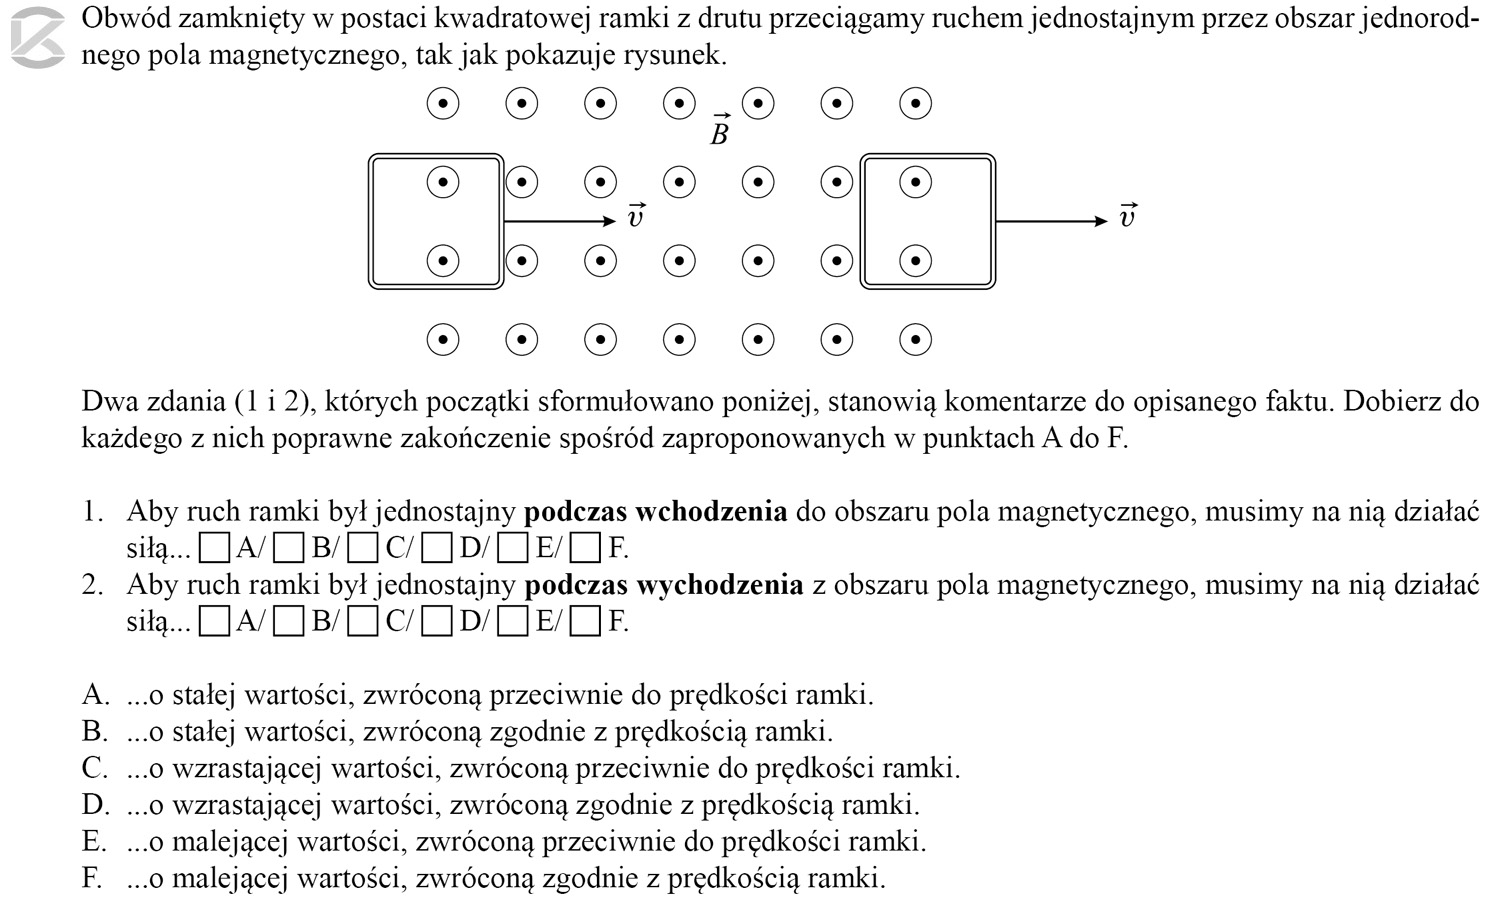 Obwód zamknięty w postaci kwadratowej ramki z drutu przeciągamy ruchem jednostajnym przez obszar jednorod-
nego pola magnetycznego, tak jak pokazuje rysunek.
B
v
v
Dwa zdania (1 i 2), których początki sformułowano poniżej, stanowią komentarze do opisanego faktu. Dobierz do
każdego z nich poprawne zakończenie spośród zaproponowanych w punktach A do F.
1. Aby ruch ramki był jednostajny podczas wchodzenia do obszaru pola magnetycznego, musimy na nią działać
siłą... □ A/ □ B/ □ C/ □ D/ □ E/ □ F.
2. Aby ruch ramki był jednostajny podczas wychodzenia z obszaru pola magnetycznego, musimy na nią działać
siłą... □ A/ □ B/ □ C/ □ D/ □ E/ □ F.
A. ...o stałej wartości, zwróconą przeciwnie do prędkości ramki.
B. ...o stałej wartości, zwróconą zgodnie z prędkością ramki.
C. ...o wzrastającej wartości, zwróconą przeciwnie do prędkości ramki.
D. ...o wzrastającej wartości, zwróconą zgodnie z prędkością ramki.
E. ...o malejącej wartości, zwróconą przeciwnie do prędkości ramki.
F. ...o malejącej wartości, zwróconą zgodnie z prędkością ramki.